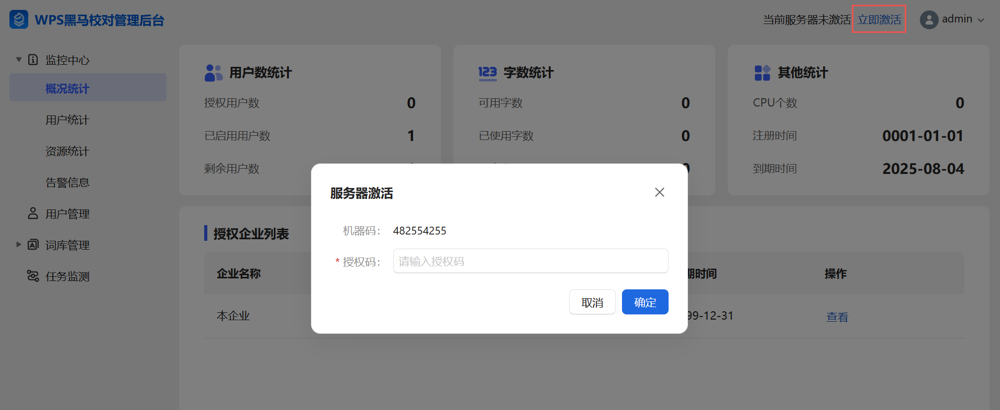 WPS黑马校对管理后台
当前服务器未激活 立即激活
admin
监控中心
概况统计
用户统计
资源统计
告警信息
用户管理
词库管理
任务监测
用户数统计
授权用户数 0
已启用用户数 1
剩余用户数
123 字数统计
可用字数 0
已使用字数 0
其他统计
CPU个数 0
注册时间 0001-01-01
到期时间 2025-08-04
服务器激活
机器码： 482554255
* 授权码： 请输入授权码
取消 确定
授权企业列表
企业名称 期时间 操作
本企业 99-12-31 查看